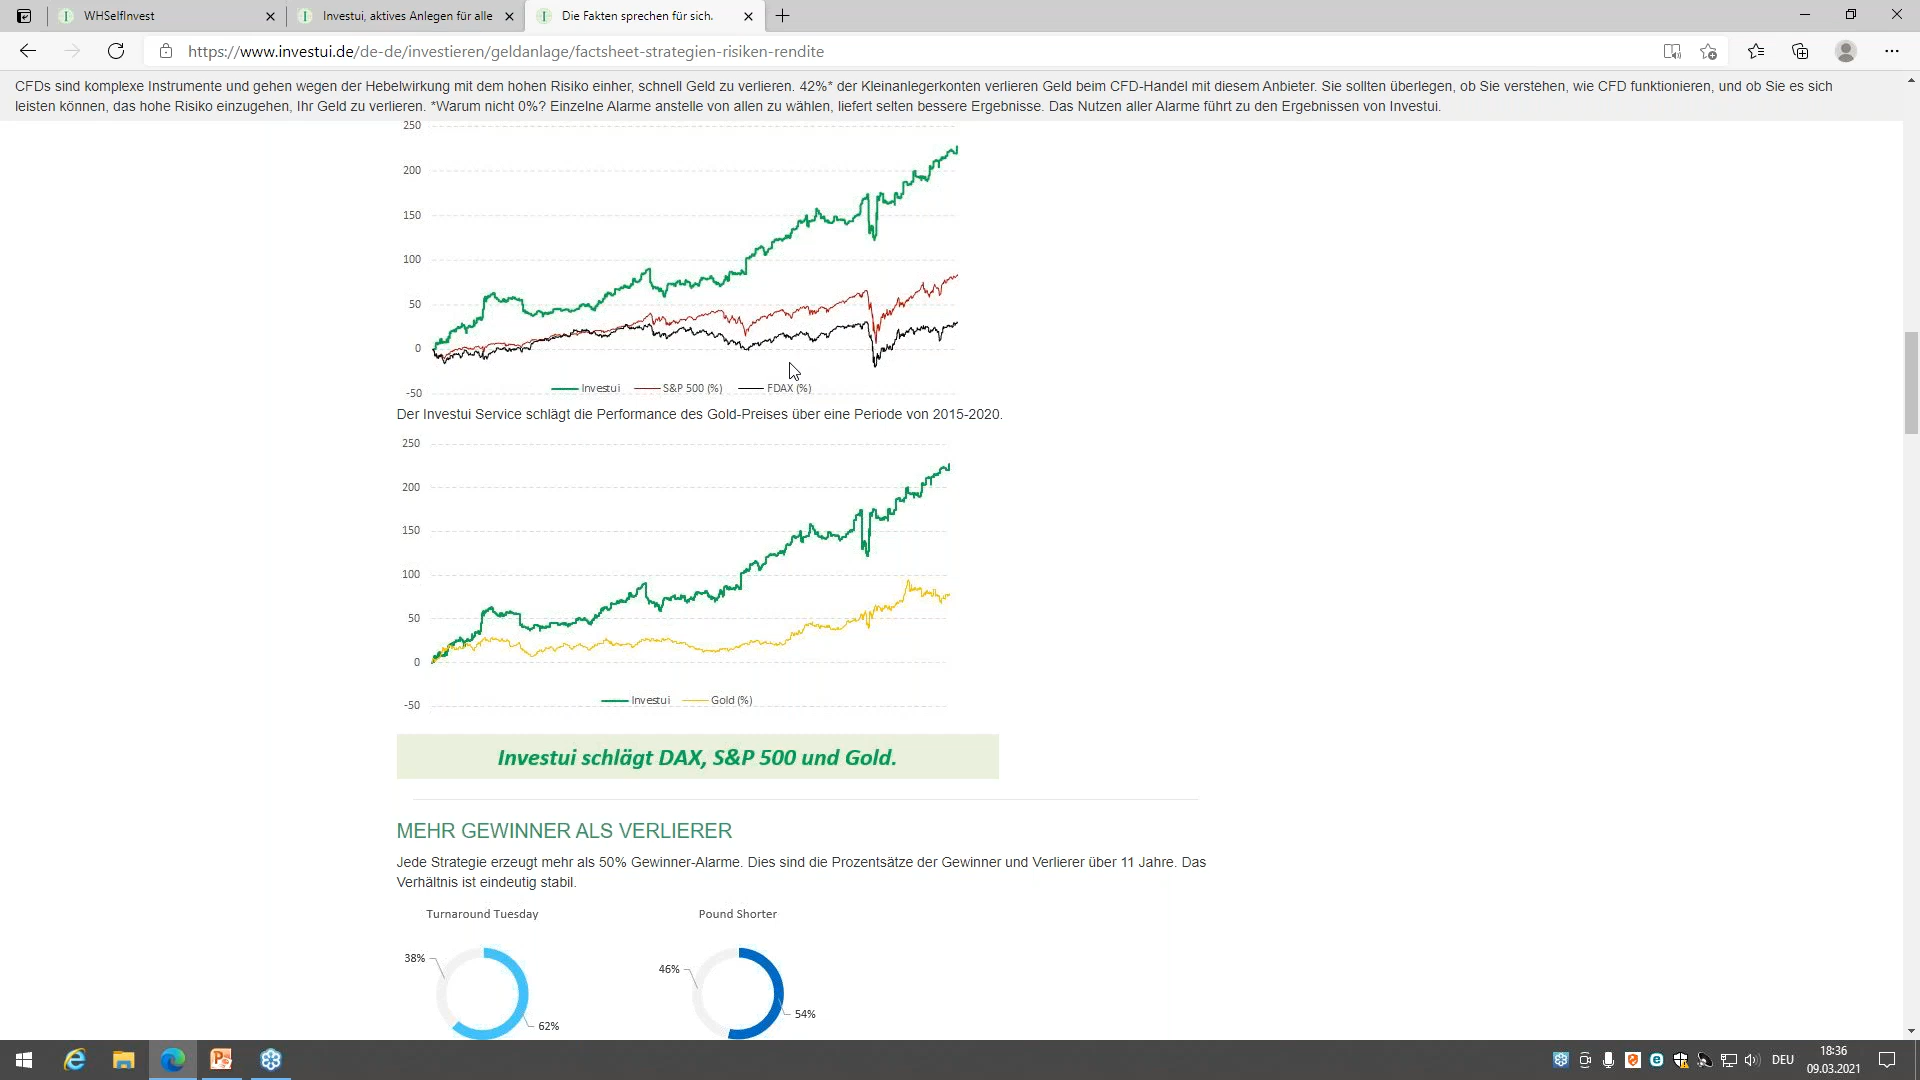 WHSelfInvest
Investui, aktives Anlegen für alle
Die Fakten sprechen für sich.
https://www.investui.de/de-de/investieren/geldanlage/factsheet-strategien-risiken-rendite
CFDs sind komplexe Instrumente und gehen wegen der Hebelwirkung mit dem hohen Risiko einher, schnell Geld zu verlieren. 42%* der Kleinanlegerkonten verlieren Geld beim CFD-Handel mit diesem Anbieter. Sie sollten überlegen, ob Sie verstehen, wie CFD funktionieren, und ob Sie es sich
leisten können, das hohe Risiko einzugehen, Ihr Geld zu verlieren. *Warum nicht 0%? Einzelne Alarme anstelle von allen zu wählen, liefert selten bessere Ergebnisse. Das Nutzen aller Alarme führt zu den Ergebnissen von Investui.
250
200
150
100
50
0
-50
Investui S&P 500 (%) FDAX (%)
Der Investui Service schlägt die Performance des Gold-Preises über eine Periode von 2015-2020.
250
200
150
100
50
0
-50
Investui Gold (%)
Investui schlägt DAX, S&P 500 und Gold.
MEHR GEWINNER ALS VERLIERER
Jede Strategie erzeugt mehr als 50% Gewinner-Alarme. Dies sind die Prozentsätze der Gewinner und Verlierer über 11 Jahre. Das
Verhältnis ist eindeutig stabil.
Turnaround Tuesday
38%
62%
Pound Shorter
46%
54%
DEU
18:36
09.03.2021